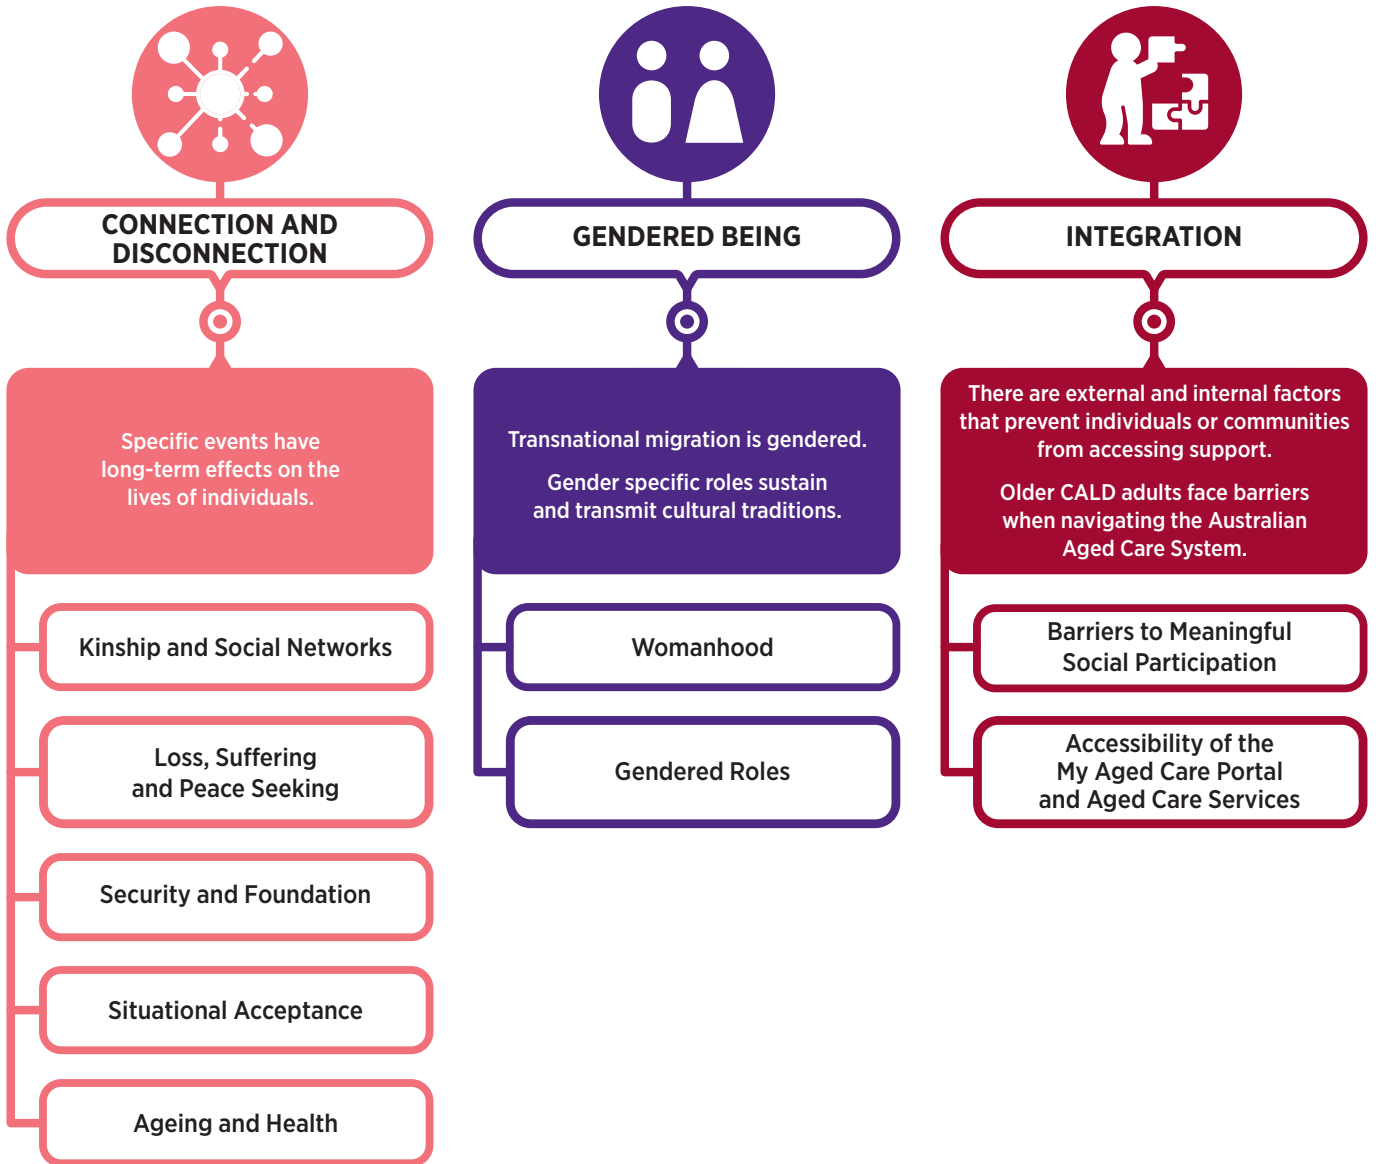 CONNECTION AND
DISCONNECTION
Specific events have
long-term effects on the
lives of individuals.
Kinship and Social Networks
Loss, Suffering
and Peace Seeking
Security and Foundation
Situational Acceptance
Ageing and Health
GENDERED BEING
Transnational migration is gendered.
Gender specific roles sustain
and transmit cultural traditions.
Womanhood
Gendered Roles
INTEGRATION
There are external and internal factors
that prevent individuals or communities
from accessing support.
Older CALD adults face barriers
when navigating the Australian
Aged Care System.
Barriers to Meaningful
Social Participation
Accessibility of the
My Aged Care Portal
and Aged Care Services